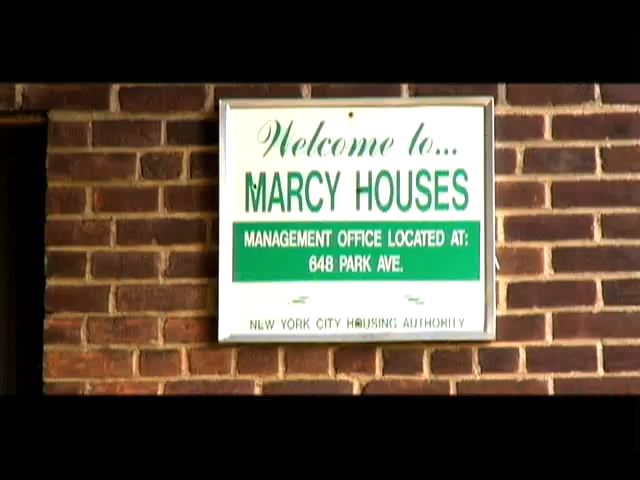 Welcome to...
MARCY HOUSES
MANAGEMENT OFFICE LOCATED AT:
648 PARK AVE.
NEW YORK CITY HOUSING AUTHORITY